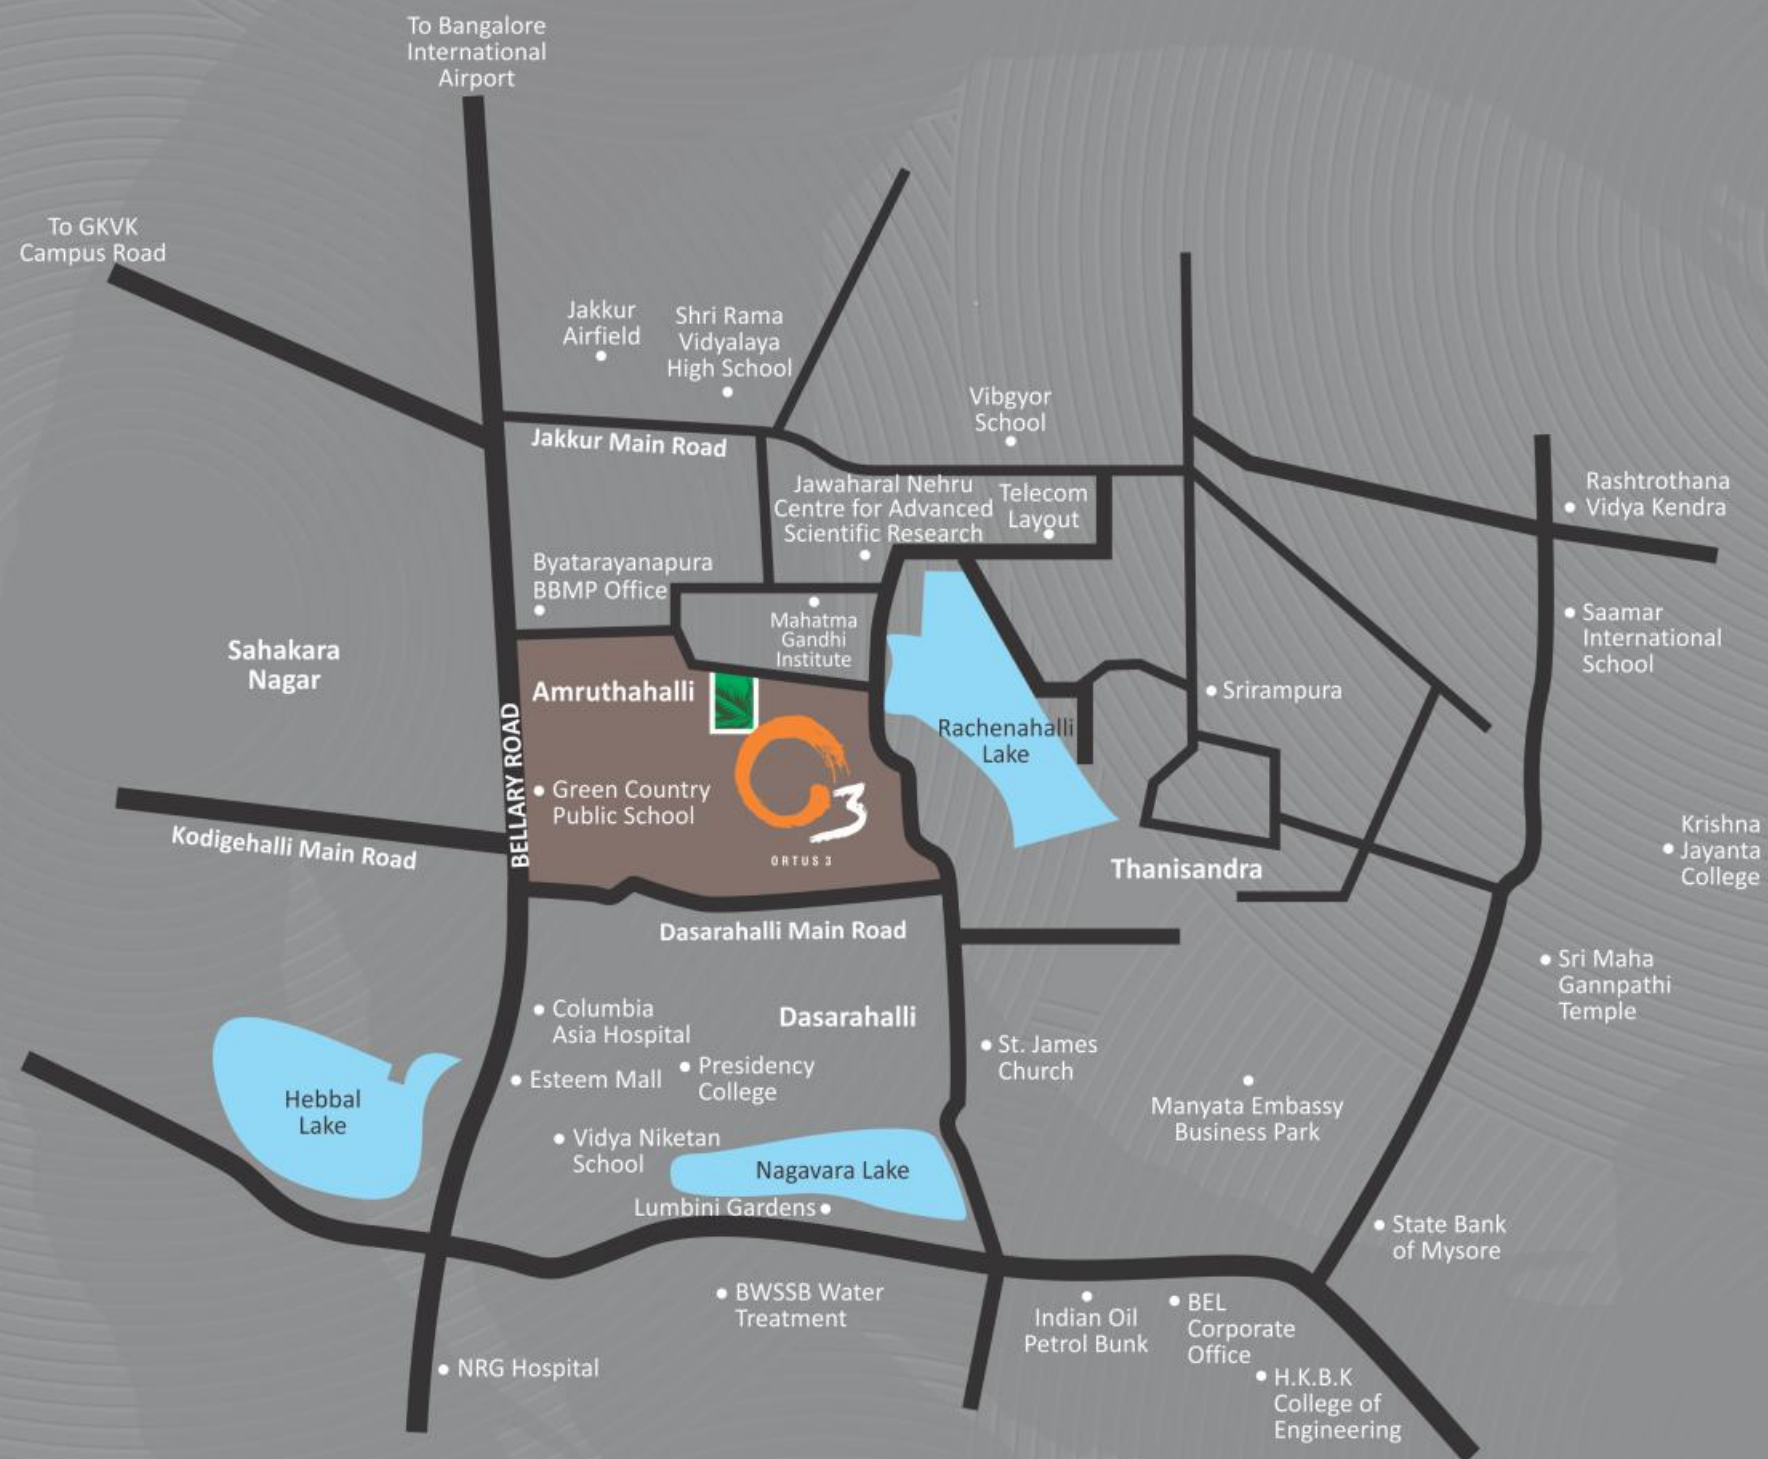 To Bangalore
International
Airport
To GKVK
Campus Road
Jakkur
Airfield
Shri Rama
Vidyalaya
High School
Vibgyor
School
Jakkur Main Road
Jawaharal Nehru
Centre for Advanced
Scientific Research
Telecom
Layout
Rashtrothana
Vidya Kendra
Byatarayanapura
BBMP Office
Mahatma
Gandhi
Institute
Saamar
International
School
Sahakara
Nagar
Amruthahalli
Srirampura
BELLARY ROAD
Rachenahalli
Lake
Green Country
Public School
3
ORTUS 3
Kodigehalli Main Road
Krishna
Jayanta
College
Thanisandra
Dasarahalli Main Road
Sri Maha
Gannpathi
Temple
Columbia
Asia Hospital
Dasarahalli
St. James
Church
Esteem Mall
Presidency
College
Hebbal
Lake
Manyata Embassy
Business Park
Vidya Niketan
School
Nagavara Lake
Lumbini Gardens
State Bank
of Mysore
BWSSB Water
Treatment
Indian Oil
Petrol Bunk
BEL
Corporate
Office
NRG Hospital
H.K.B.K
College of
Engineering